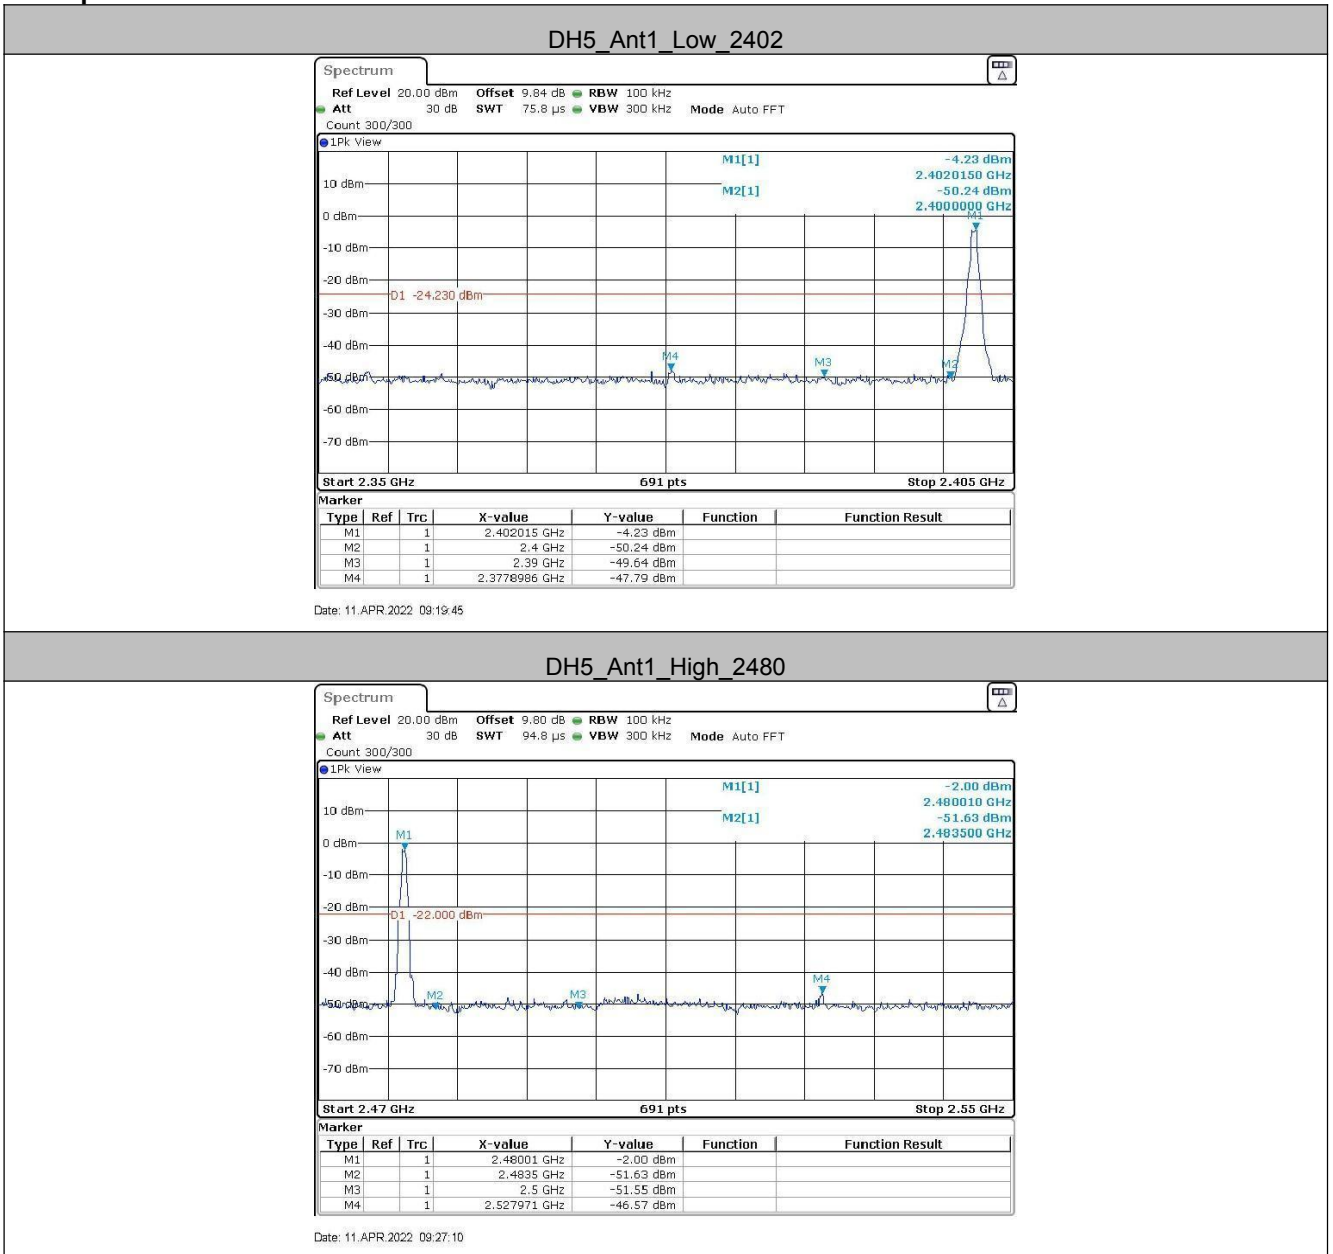 DH5_Ant1_Low_2402
Spectrum
Ref Level 20.00 dBm Offset 9.84 dB RBW 100 kHz
Att 30 dB SWT 75.8 µs VBW 300 kHz Mode Auto FFT
Count 300/300
1Pk View
M1[1] -4.23 dBm
2.4020150 GHz
10 dBm
M2[1] -50.24 dBm
2.4000000 GHz
0 dBm M1
-10 dBm
-20 dBm
D1 -24.230 dBm
-30 dBm
-40 dBm
M4 M3 M2
-50 dBm
-60 dBm
-70 dBm
Start 2.35 GHz 691 pts Stop 2.405 GHz
Marker
Type Ref Trc X-value Y-value Function Function Result
M1 1 2.402015 GHz -4.23 dBm
M2 1 2.4 GHz -50.24 dBm
M3 1 2.39 GHz -49.64 dBm
M4 1 2.3778986 GHz -47.79 dBm
Date: 11.APR.2022 09:19:45
DH5_Ant1_High_2480
Spectrum
Ref Level 20.00 dBm Offset 9.80 dB RBW 100 kHz
Att 30 dB SWT 94.8 µs VBW 300 kHz Mode Auto FFT
Count 300/300
1Pk View
M1[1] -2.00 dBm
2.480010 GHz
10 dBm
M2[1] -51.63 dBm
2.483500 GHz
M1
0 dBm
-10 dBm
-20 dBm
D1 -22.000 dBm
-30 dBm
-40 dBm
M4
M2 M3
-50 dBm
-60 dBm
-70 dBm
Start 2.47 GHz 691 pts Stop 2.55 GHz
Marker
Type Ref Trc X-value Y-value Function Function Result
M1 1 2.48001 GHz -2.00 dBm
M2 1 2.4835 GHz -51.63 dBm
M3 1 2.5 GHz -51.55 dBm
M4 1 2.527971 GHz -46.57 dBm
Date: 11.APR.2022 09:27:10